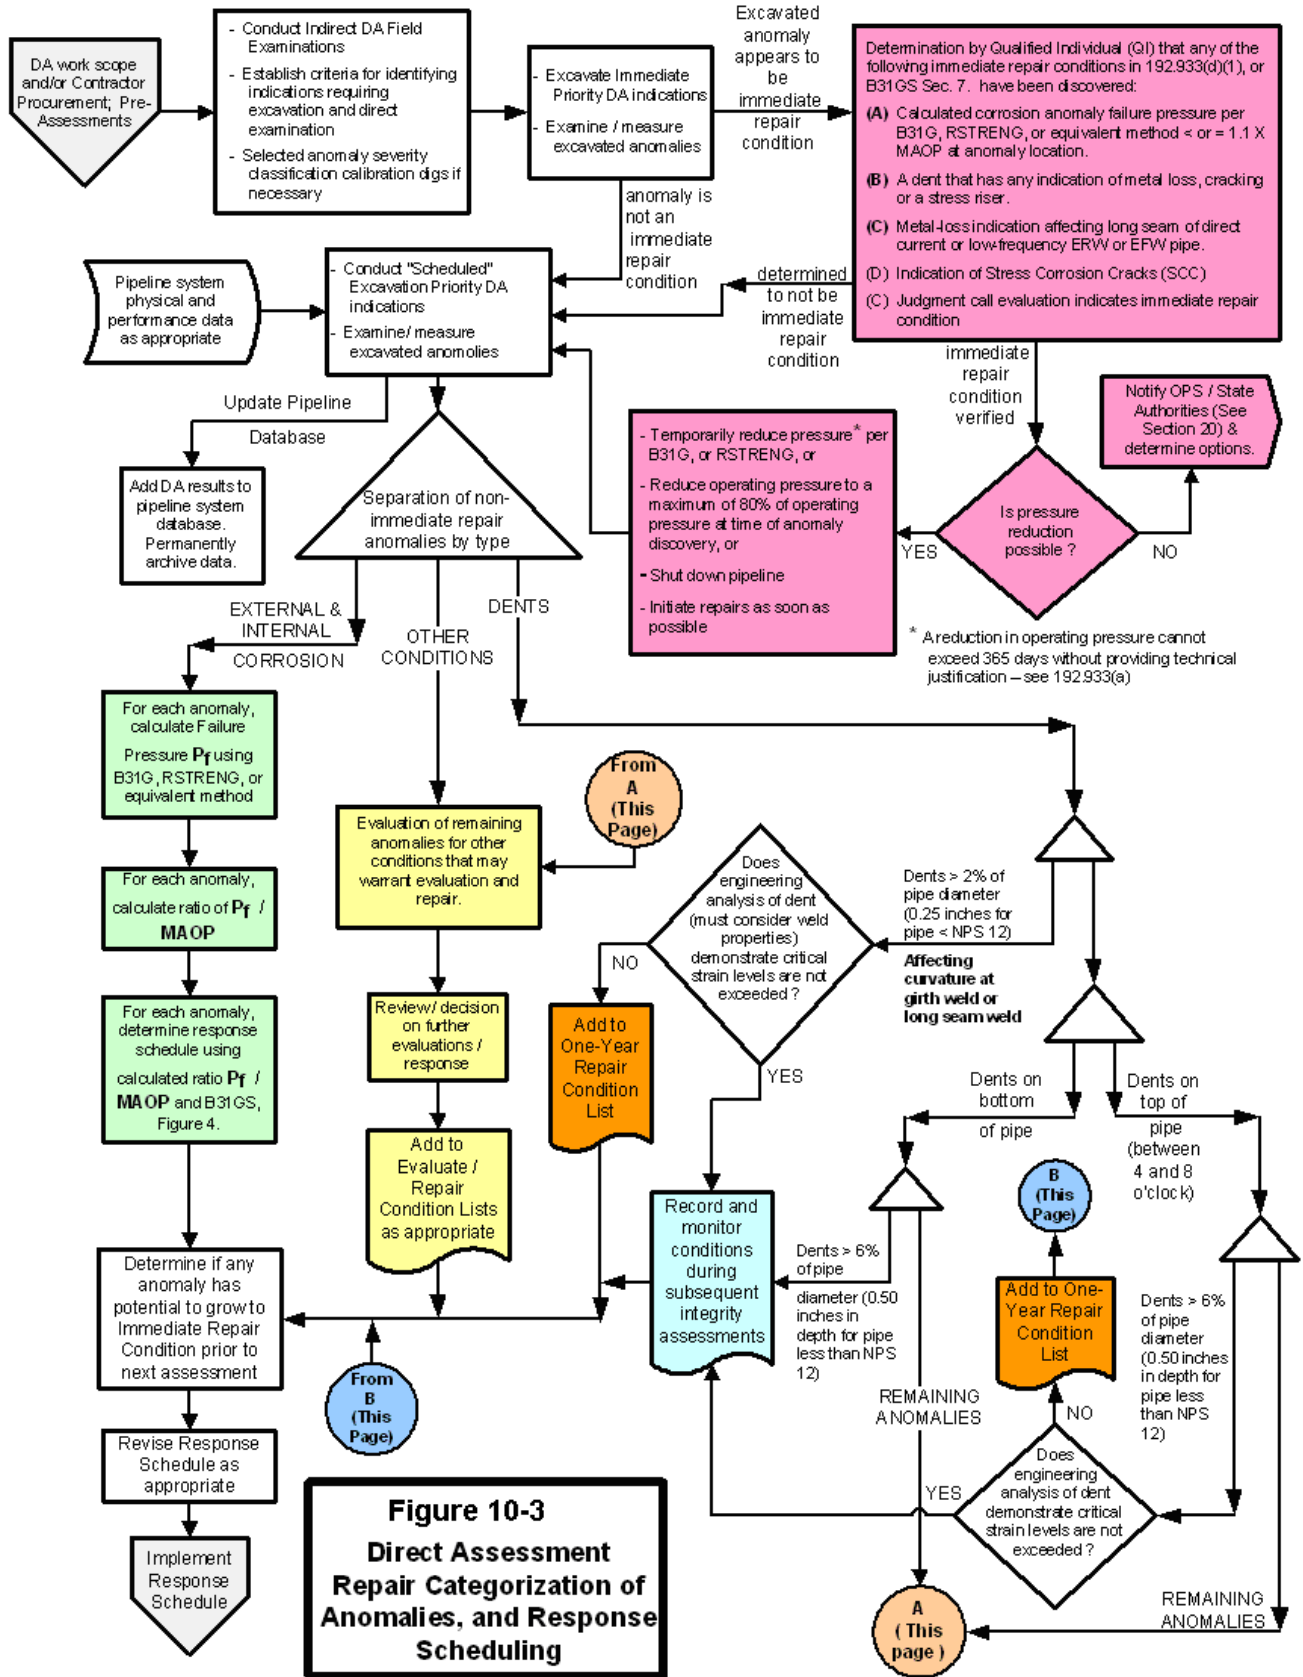 DA work scope
and/or Contractor
Procurement; Pre-
Assessments
- Conduct Indirect DA Field
Examinations
- Establish criteria for identifying
indications requiring
excavation and direct
examination
- Selected anomaly severity
classification calibration digs if
necessary
- Excavate Immediate
Priority DA indications
- Examine / measure
excavated anomalies
Excavated
anomaly
appears to
be
immediate
repair
condition
Determination by Qualified Individual (QI) that any of the
following immediate repair conditions in 192.933(d)(1), or
B31GS Sec. 7. have been discovered:
(A) Calculated corrosion anomaly failure pressure per
B31G, RSTRENG, or equivalent method < or = 1.1 X
MAOP at anomaly location.
(B) A dent that has any indication of metal loss, cracking
or a stress riser.
(C) Metal-loss indication affecting long seam of direct
current or low-frequency ERW or EFW pipe.
(D) Indication of Stress Corrosion Cracks (SCC)
(C) Judgment call evaluation indicates immediate repair
condition
anomaly is
not an
immediate
repair
condition
Pipeline system
physical and
performance data
as appropriate
- Conduct "Scheduled"
Excavation Priority DA
indications
- Examine/ measure
excavated anomolies
determined
to not be
immediate
repair
condition
immediate
repair
condition
verified
Notify OPS / State
Authorities (See
Section 20) &
determine options.
Update Pipeline
Database
Add DA results to
pipeline system
database.
Permanently
archive data.
Separation of non-
immediate repair
anomalies by type
- Temporarily reduce pressure* per
B31G, or RSTRENG, or
- Reduce operating pressure to a
maximum of 80% of operating
pressure at time of anomaly
discovery, or
- Shut down pipeline
- Initiate repairs as soon as
possible
Is pressure
reduction
possible ?
YES
NO
* A reduction in operating pressure cannot
exceed 365 days without providing technical
justification – see 192.933(a)
EXTERNAL &
INTERNAL
CORROSION
OTHER
CONDITIONS
DENTS
For each anomaly,
calculate Failure
Pressure Pf using
B31G, RSTRENG, or
equivalent method
For each anomaly,
calculate ratio of Pf /
MAOP
For each anomaly,
determine response
schedule using
calculated ratio Pf /
MAOP and B31GS,
Figure 4.
From
A
(This
Page)
Evaluation of remaining
anomalies for other
conditions that may
warrant evaluation and
repair.
Review/ decision
on further
evaluations /
response
Add to
Evaluate /
Repair
Condition Lists
as appropriate
Does
engineering
analysis of dent
(must consider weld
properties)
demonstrate critical
strain levels are not
exceeded ?
NO
YES
Dents > 2% of
pipe diameter
(0.25 inches for
pipe < NPS 12)
Affecting
curvature at
girth weld or
long seam weld
Add to
One-Year
Repair
Condition
List
Dents on
bottom
of pipe
Dents on
top of
pipe
(between
4 and 8
o'clock)
Record and
monitor
conditions
during
subsequent
integrity
assessments
Dents > 6%
of pipe
diameter (0.50
inches in
depth for pipe
less than NPS
12)
REMAINING
ANOMALIES
B
(This
Page)
Add to One-
Year Repair
Condition
List
Dents > 6%
of pipe
diameter
(0.50 inches
in depth for
pipe less
than NPS
12)
NO
Does
engineering
analysis of dent
demonstrate critical
strain levels are not
exceeded ?
YES
REMAINING
ANOMALIES
A
( This
page )
Determine if any
anomaly has
potential to grow to
Immediate Repair
Condition prior to
next assessment
From
B
(This
Page)
Revise Response
Schedule as
appropriate
Implement
Response
Schedule
Figure 10-3
Direct Assessment
Repair Categorization of
Anomalies, and Response
Scheduling